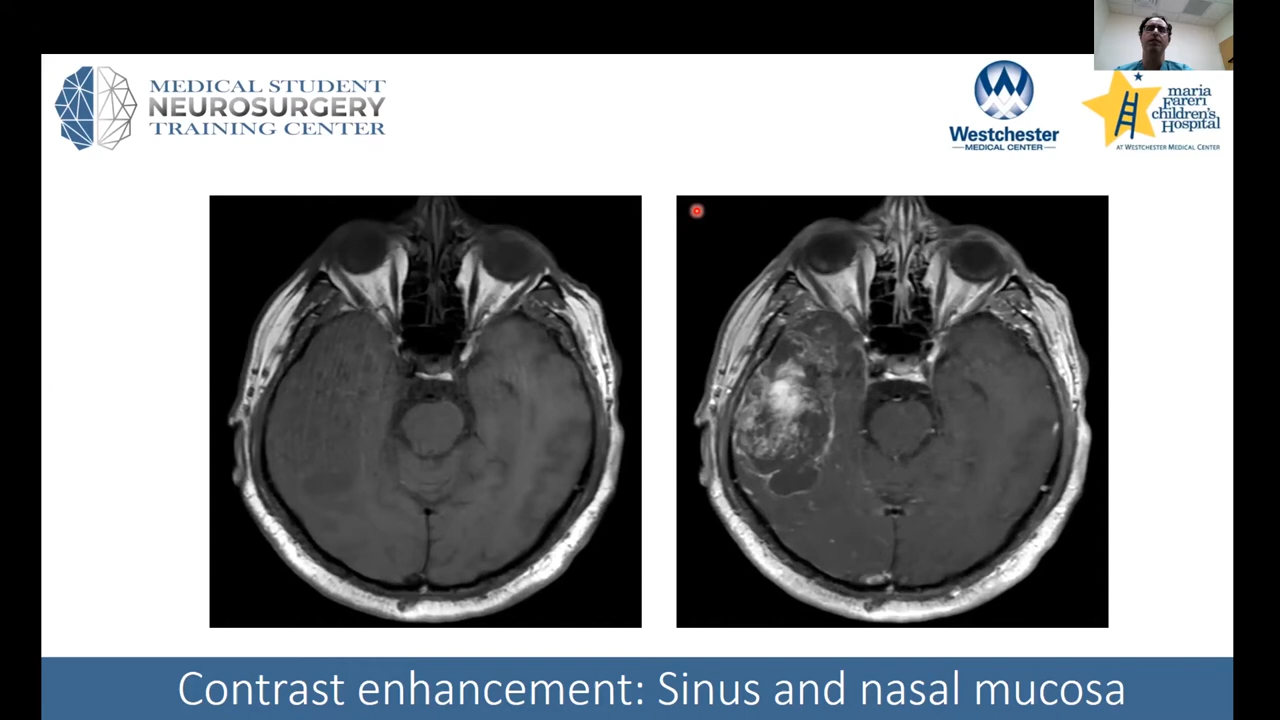 MEDICAL STUDENT
NEUROSURGERY
TRAINING CENTER
Westchester
MEDICAL CENTER
maria
Fareri
children's
Hospital
AT WESTCHESTER MEDICAL CENTER
Contrast enhancement: Sinus and nasal mucosa